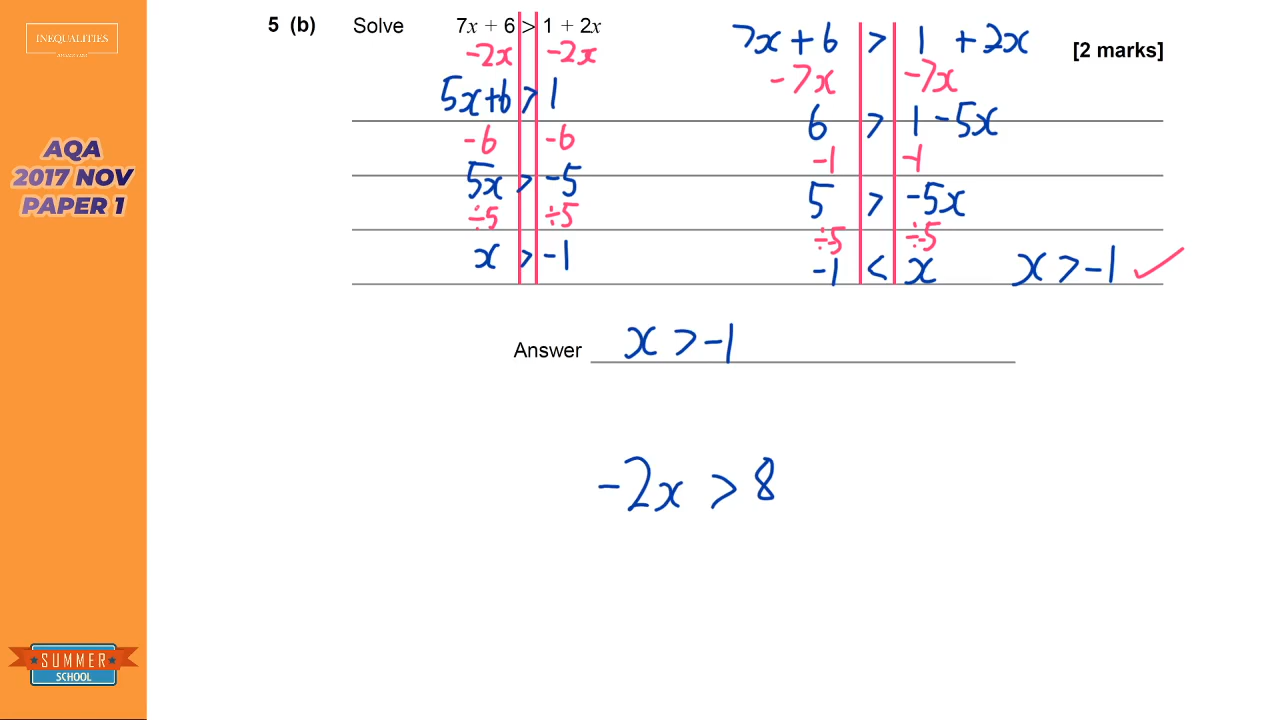 INEQUALITIES
AQA
2017 NOV
PAPER 1
SUMMER
SCHOOL
5 (b) Solve 7x + 6 > 1 + 2x
[2 marks]
-2x -2x
5x+6 > 1
-6 -6
5x > -5
÷5 ÷5
x > -1
7x + 6 > 1 + 2x
-7x -7x
6 > 1 - 5x
-1 -1
5 > -5x
÷-5 ÷-5
-1 < x x > -1 ✓
Answer x > -1
-2x > 8